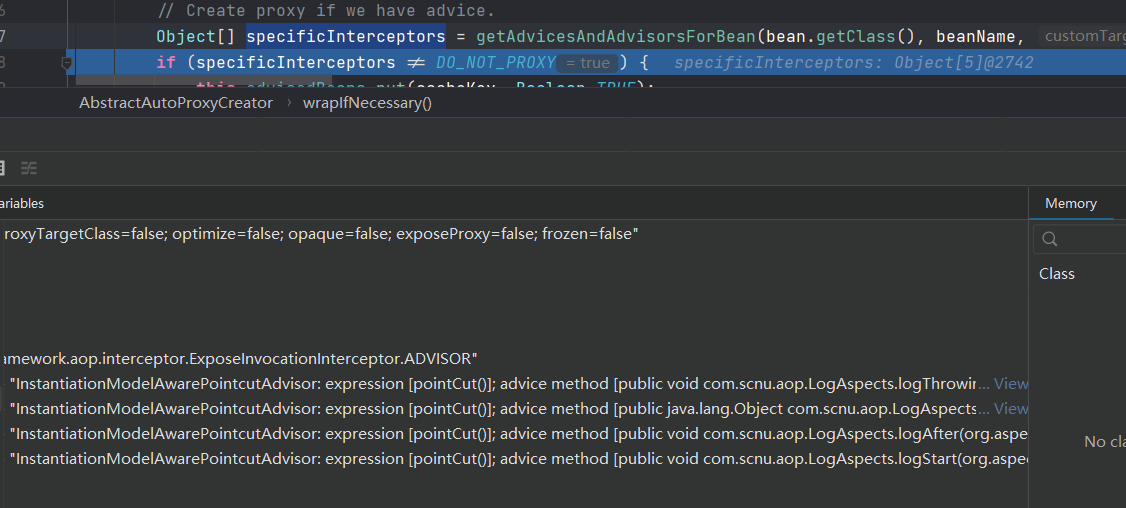 6 // Create proxy if we have advice.
7 Object[] specificInterceptors = getAdvicesAndAdvisorsForBean(bean.getClass(), beanName, customTar
8 if (specificInterceptors ≠ DO_NOT_PROXY = true ) { specificInterceptors: Object[5]@2742
AbstractAutoProxyCreator › wrapIfNecessary()
ariables
Memory
royTargetClass=false; optimize=false; opaque=false; exposeProxy=false; frozen=false"
Class
amework.aop.interceptor.ExposeInvocationInterceptor.ADVISOR"
"InstantiationModelAwarePointcutAdvisor: expression [pointCut()]; advice method [public void com.scnu.aop.LogAspects.logThrowin... View
"InstantiationModelAwarePointcutAdvisor: expression [pointCut()]; advice method [public java.lang.Object com.scnu.aop.LogAspects... View
"InstantiationModelAwarePointcutAdvisor: expression [pointCut()]; advice method [public void com.scnu.aop.LogAspects.logAfter(org.aspe
No cla
"InstantiationModelAwarePointcutAdvisor: expression [pointCut()]; advice method [public void com.scnu.aop.LogAspects.logStart(org.aspe